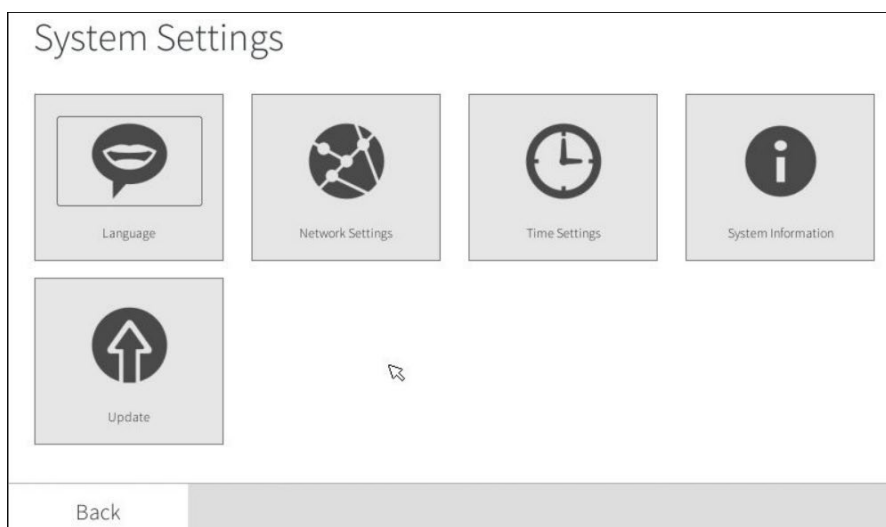 System Settings
Language
Network Settings
Time Settings
System Information
Update
Back